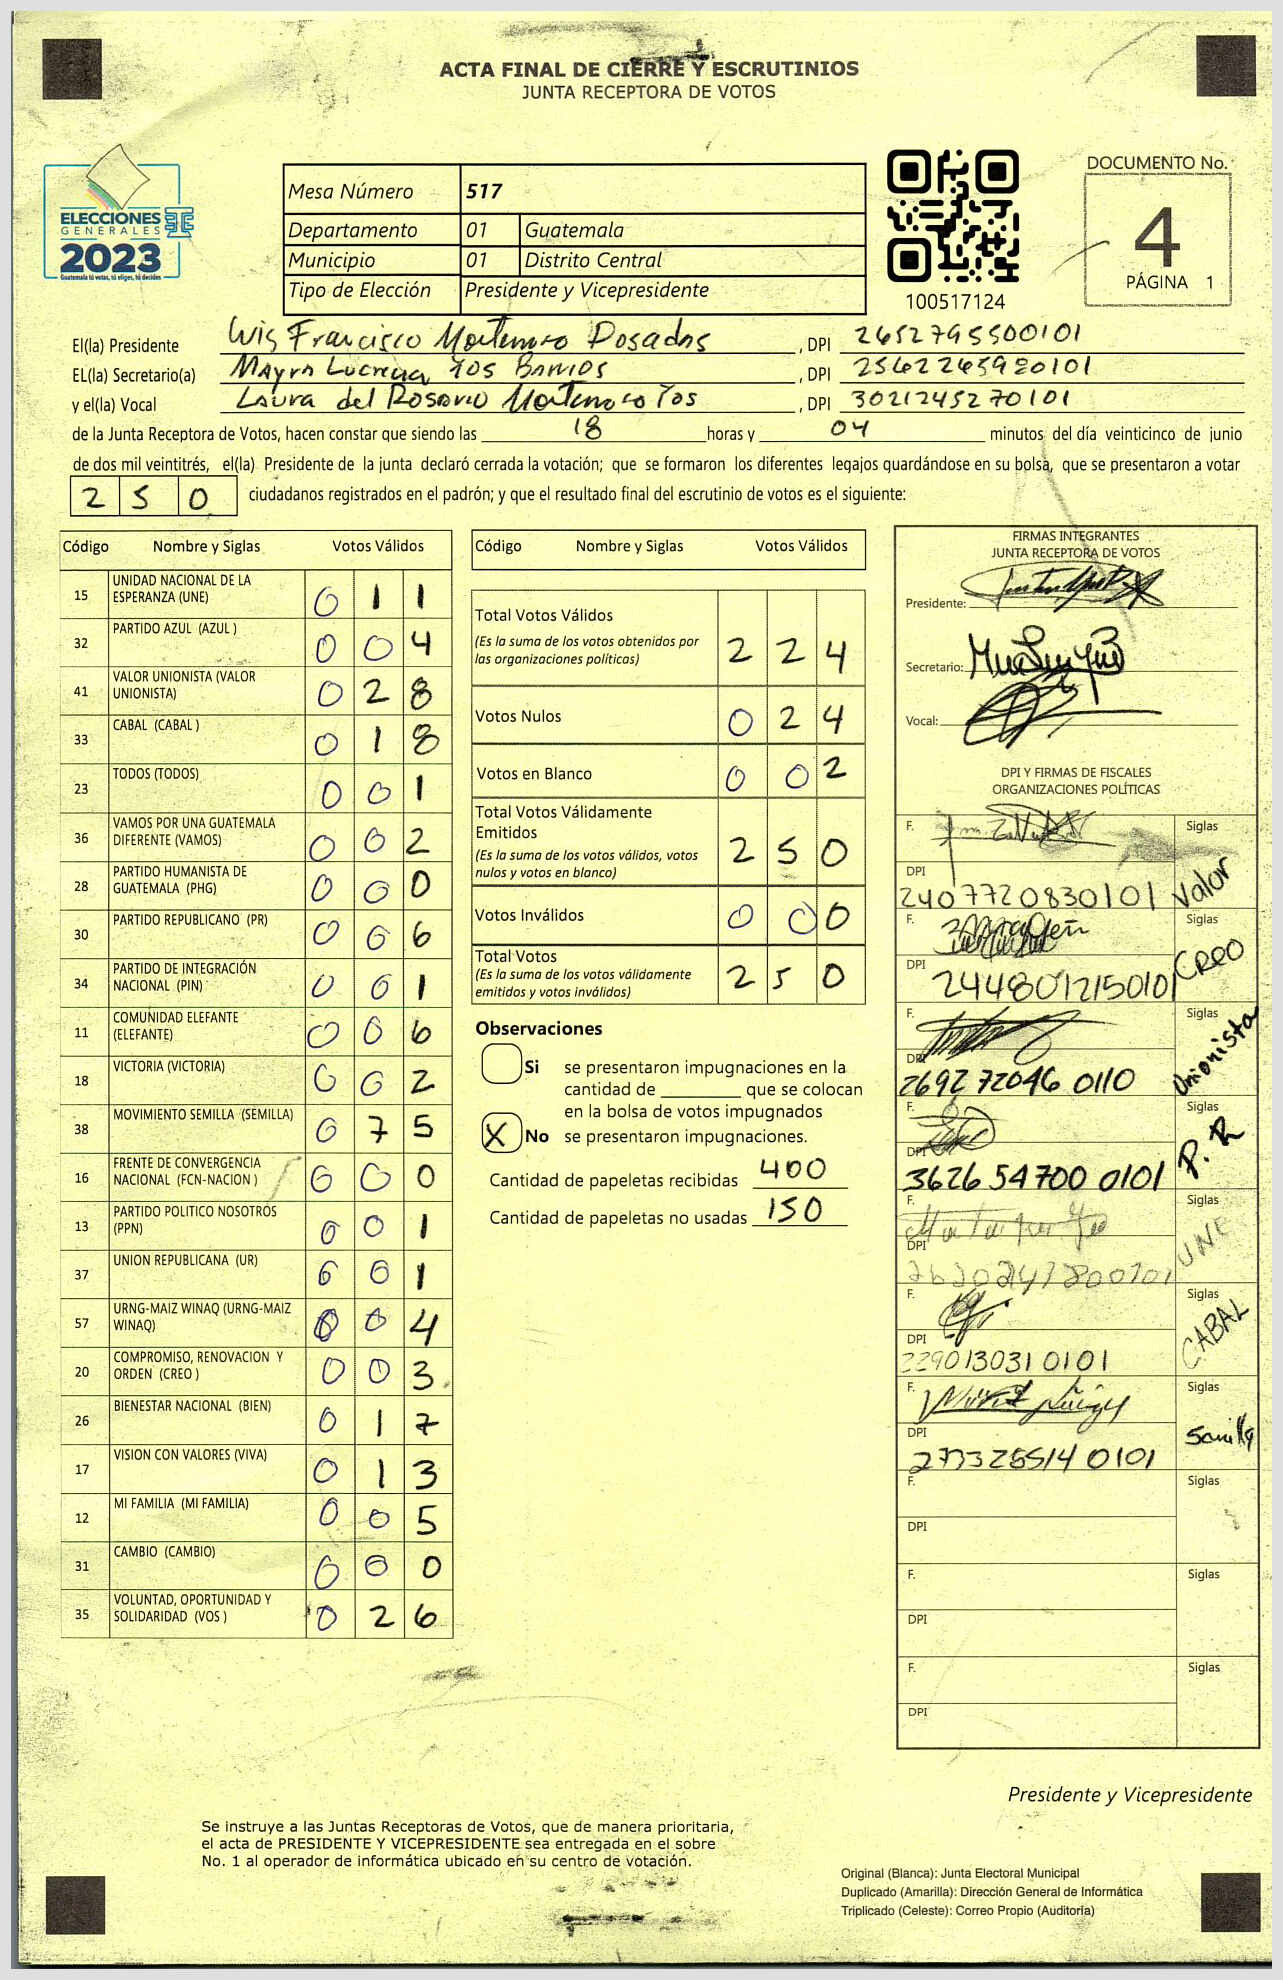 ACTA FINAL DE CIERRE Y ESCRUTINIOS
JUNTA RECEPTORA DE VOTOS
ELECCIONES
GENERALES
2023
Guatemala tú votas, tú eliges, tú decides
Mesa Número 517
Departamento 01 Guatemala
Municipio 01 Distrito Central
Tipo de Elección Presidente y Vicepresidente
100517124
DOCUMENTO No.
4
PÁGINA 1
El(la) Presidente Luis Francisco Posadas , DPI 2652795500101
EL(la) Secretario(a) Mayra Lucrecia Barrios , DPI 2562265920101
y el(la) Vocal Laura del Rosario , DPI 3021245270101
de la Junta Receptora de Votos, hacen constar que siendo las 18 horas y 04 minutos del día veinticinco de junio
de dos mil veintitrés, el(la) Presidente de la junta declaró cerrada la votación; que se formaron los diferentes legajos guardándose en su bolsa, que se presentaron a votar
2 5 0 ciudadanos registrados en el padrón; y que el resultado final del escrutinio de votos es el siguiente:
Código Nombre y Siglas Votos Válidos
15 UNIDAD NACIONAL DE LA ESPERANZA (UNE) 0 1 1
32 PARTIDO AZUL (AZUL ) 0 0 4
41 VALOR UNIONISTA (VALOR UNIONISTA) 0 2 8
33 CABAL (CABAL ) 0 1 8
23 TODOS (TODOS) 0 0 1
36 VAMOS POR UNA GUATEMALA DIFERENTE (VAMOS) 0 0 2
28 PARTIDO HUMANISTA DE GUATEMALA (PHG) 0 0 0
30 PARTIDO REPUBLICANO (PR) 0 0 6
34 PARTIDO DE INTEGRACIÓN NACIONAL (PIN) 0 0 1
11 COMUNIDAD ELEFANTE (ELEFANTE) 0 0 6
18 VICTORIA (VICTORIA) 0 0 2
38 MOVIMIENTO SEMILLA (SEMILLA) 0 7 5
16 FRENTE DE CONVERGENCIA NACIONAL (FCN-NACION ) 0 0 0
13 PARTIDO POLITICO NOSOTROS (PPN) 0 0 1
37 UNION REPUBLICANA (UR) 0 0 1
57 URNG-MAIZ WINAQ (URNG-MAIZ WINAQ) 0 0 4
20 COMPROMISO, RENOVACION Y ORDEN (CREO ) 0 0 3
26 BIENESTAR NACIONAL (BIEN) 0 1 7
17 VISION CON VALORES (VIVA) 0 1 3
12 MI FAMILIA (MI FAMILIA) 0 0 5
31 CAMBIO (CAMBIO) 0 0 0
35 VOLUNTAD, OPORTUNIDAD Y SOLIDARIDAD (VOS ) 0 2 6
Código Nombre y Siglas Votos Válidos
Total Votos Válidos 2 2 4
(Es la suma de los votos obtenidos por
las organizaciones políticas)
Votos Nulos 0 2 4
Votos en Blanco 0 0 2
Total Votos Válidamente
Emitidos 2 5 0
(Es la suma de los votos válidos, votos
nulos y votos en blanco)
Votos Inválidos 0 0 0
Total Votos 2 5 0
(Es la suma de los votos válidamente
emitidos y votos inválidos)
Observaciones
Si se presentaron impugnaciones en la
cantidad de ________ que se colocan
en la bolsa de votos impugnados
X No se presentaron impugnaciones.
Cantidad de papeletas recibidas 400
Cantidad de papeletas no usadas 150
FIRMAS INTEGRANTES
JUNTA RECEPTORA DE VOTOS
Presidente:
Secretario:
Vocal:
DPI Y FIRMAS DE FISCALES
ORGANIZACIONES POLÍTICAS
F. Siglas Valor
DPI 2407720830101
F. Siglas CREO
DPI 2448012150101
F. Siglas Unionista
DPI 2692 72046 0110
F. Siglas P.R
DPI 3626 54700 0101
F. Siglas UNE
DPI
F. Siglas CABAL
DPI 2290130310101
F. Siglas Semilla
DPI
F. Siglas
DPI
F. Siglas
DPI
F. Siglas
DPI
Presidente y Vicepresidente
Se instruye a las Juntas Receptoras de Votos, que de manera prioritaria,
el acta de PRESIDENTE Y VICEPRESIDENTE sea entregada en el sobre
No. 1 al operador de informática ubicado en su centro de votación.
Original (Blanca): Junta Electoral Municipal
Duplicado (Amarilla): Dirección General de Informática
Triplicado (Celeste): Correo Propio (Auditoría)